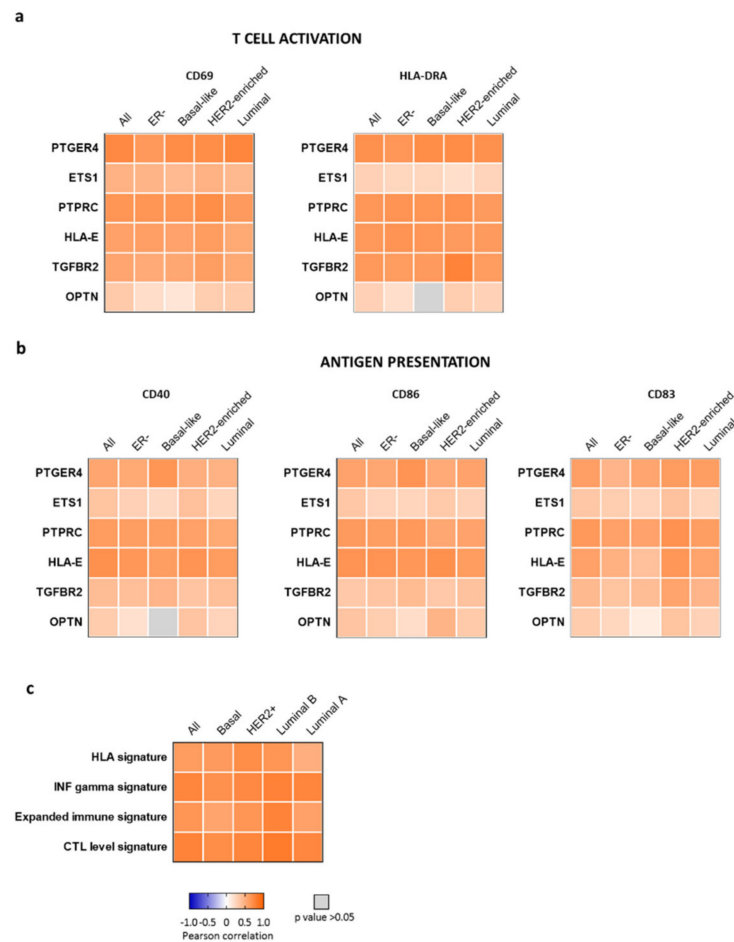 a
T CELL ACTIVATION
CD69
All ER- Basal-like HER2-enriched Luminal
PTGER4
ETS1
PTPRC
HLA-E
TGFBR2
OPTN
HLA-DRA
All ER- Basal-like HER2-enriched Luminal
PTGER4
ETS1
PTPRC
HLA-E
TGFBR2
OPTN
b
ANTIGEN PRESENTATION
CD40
All ER- Basal-like HER2-enriched Luminal
PTGER4
ETS1
PTPRC
HLA-E
TGFBR2
OPTN
CD86
All ER- Basal-like HER2-enriched Luminal
PTGER4
ETS1
PTPRC
HLA-E
TGFBR2
OPTN
CD83
All ER- Basal-like HER2-enriched Luminal
PTGER4
ETS1
PTPRC
HLA-E
TGFBR2
OPTN
c
All Basal HER2+ Luminal B Luminal A
HLA signature
INF gamma signature
Expanded immune signature
CTL level signature
-1.0 -0.5 0 0.5 1.0
Pearson correlation
p value >0.05